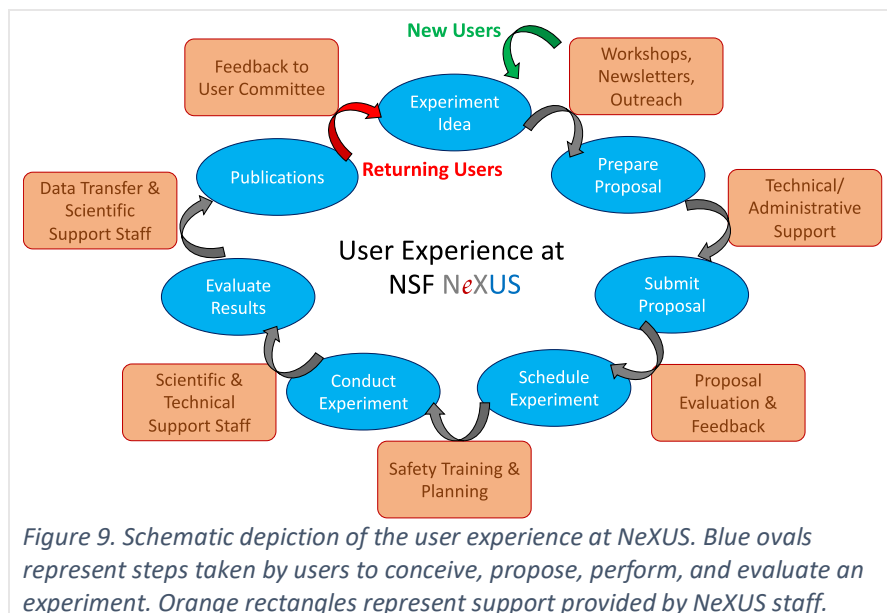 New Users
Workshops,
Newsletters,
Outreach
Feedback to
User Committee
Experiment
Idea
Prepare
Proposal
Returning Users
Publications
Data Transfer &
Scientific
Support Staff
Technical/
Administrative
Support
User Experience at
NSF NeXUS
Evaluate
Results
Submit
Proposal
Scientific &
Technical
Support Staff
Conduct
Experiment
Schedule
Experiment
Proposal
Evaluation &
Feedback
Safety Training &
Planning
Figure 9. Schematic depiction of the user experience at NeXUS. Blue ovals
represent steps taken by users to conceive, propose, perform, and evaluate an
experiment. Orange rectangles represent support provided by NeXUS staff.